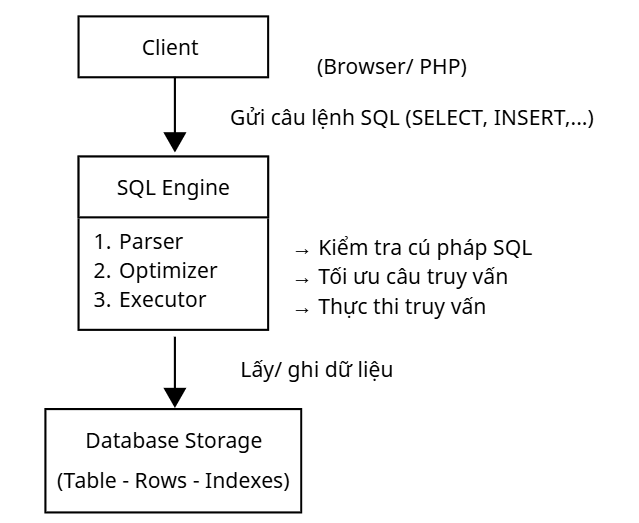 Client
(Browser/ PHP)
Gửi câu lệnh SQL (SELECT, INSERT,...)
SQL Engine
1. Parser → Kiểm tra cú pháp SQL
2. Optimizer → Tối ưu câu truy vấn
3. Executor → Thực thi truy vấn
Lấy/ ghi dữ liệu
Database Storage
(Table - Rows - Indexes)